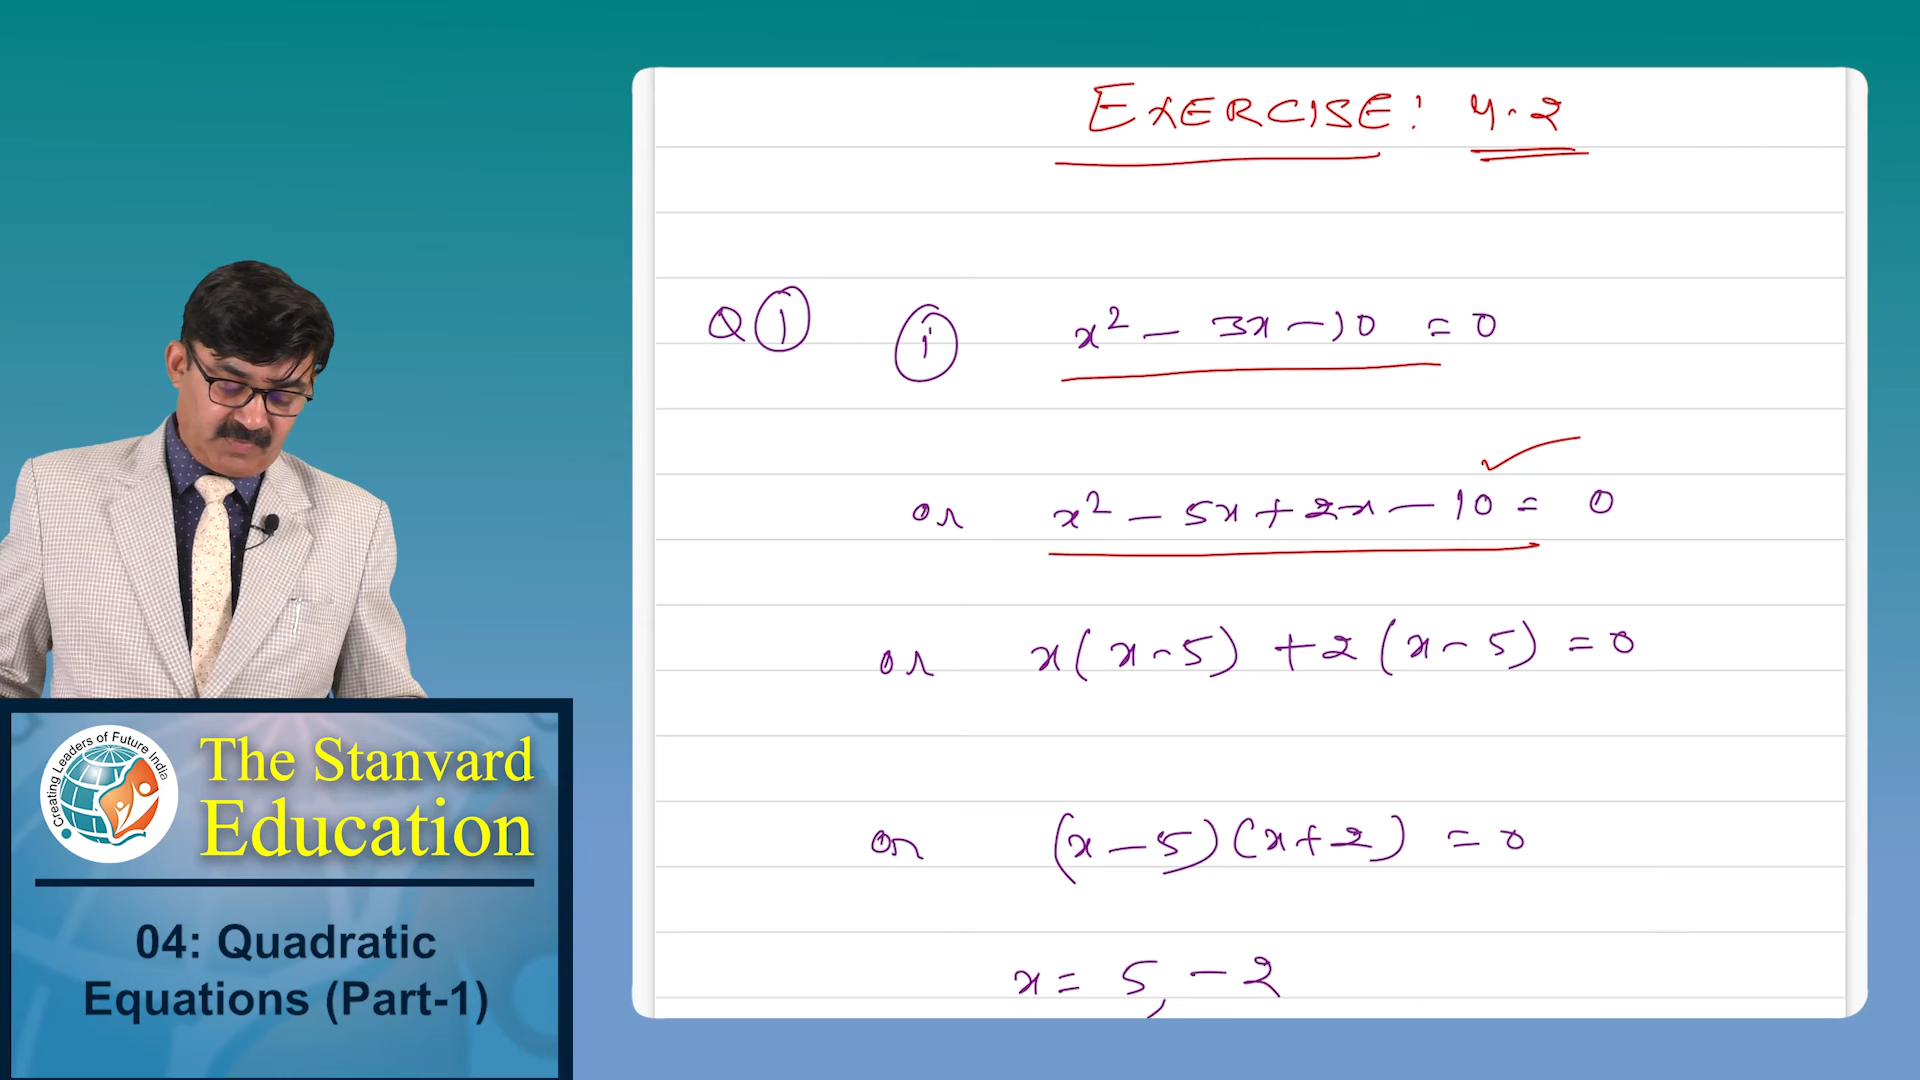 EXERCISE: 4.2
Q 1 i x² - 3x - 10 = 0
or x² - 5x + 2x - 10 = 0
or x(x-5) +2(x-5) = 0
or (x-5)(x+2) = 0
x = 5, -2
Creating Leaders of Future India
The Stanvard
Education
04: Quadratic
Equations (Part-1)